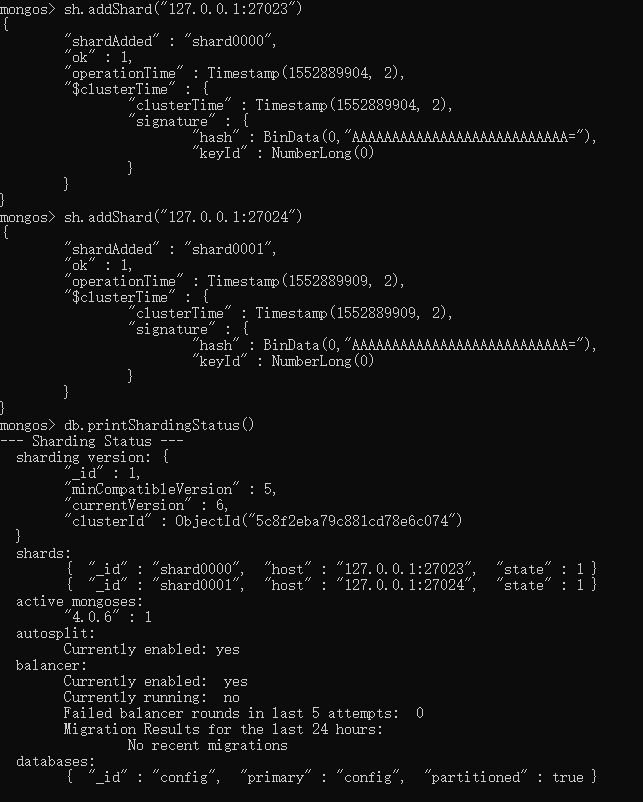 mongos> sh.addShard("127.0.0.1:27023")
{
        "shardAdded" : "shard0000",
        "ok" : 1,
        "operationTime" : Timestamp(1552889904, 2),
        "$clusterTime" : {
                "clusterTime" : Timestamp(1552889904, 2),
                "signature" : {
                        "hash" : BinData(0,"AAAAAAAAAAAAAAAAAAAAAAAAAAA="),
                        "keyId" : NumberLong(0)
                }
        }
}
mongos> sh.addShard("127.0.0.1:27024")
{
        "shardAdded" : "shard0001",
        "ok" : 1,
        "operationTime" : Timestamp(1552889909, 2),
        "$clusterTime" : {
                "clusterTime" : Timestamp(1552889909, 2),
                "signature" : {
                        "hash" : BinData(0,"AAAAAAAAAAAAAAAAAAAAAAAAAAA="),
                        "keyId" : NumberLong(0)
                }
        }
}
mongos> db.printShardingStatus()
--- Sharding Status ---
  sharding version: {
        "_id" : 1,
        "minCompatibleVersion" : 5,
        "currentVersion" : 6,
        "clusterId" : ObjectId("5c8f2eba79c881cd78e6c074")
  }
  shards:
        {  "_id" : "shard0000",  "host" : "127.0.0.1:27023",  "state" : 1 }
        {  "_id" : "shard0001",  "host" : "127.0.0.1:27024",  "state" : 1 }
  active mongoses:
        "4.0.6" : 1
  autosplit:
        Currently enabled: yes
  balancer:
        Currently enabled:  yes
        Currently running:  no
        Failed balancer rounds in last 5 attempts:  0
        Migration Results for the last 24 hours:
                No recent migrations
  databases:
        {  "_id" : "config",  "primary" : "config",  "partitioned" : true }